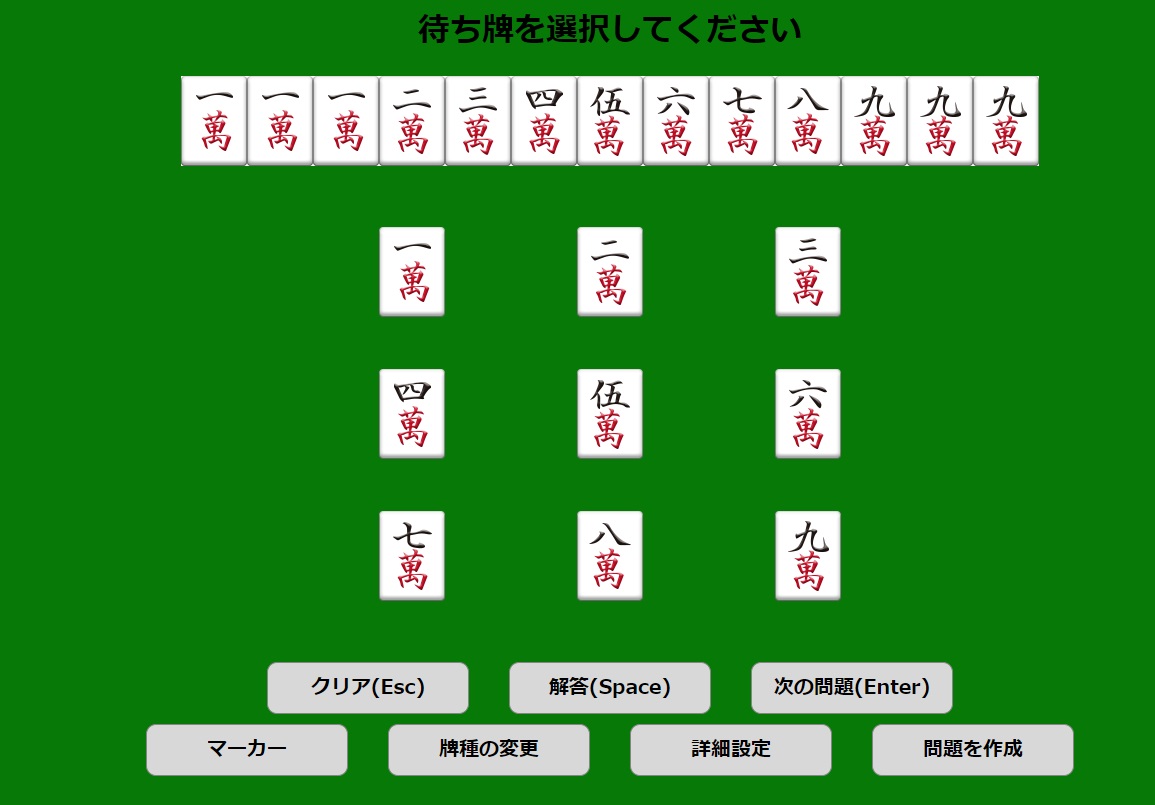 待ち牌を選択してください
一萬 一萬 一萬 二萬 三萬 四萬 伍萬 六萬 七萬 八萬 九萬 九萬 九萬
一萬 二萬 三萬
四萬 伍萬 六萬
七萬 八萬 九萬
クリア(Esc) 解答(Space) 次の問題(Enter)
マーカー 牌種の変更 詳細設定 問題を作成